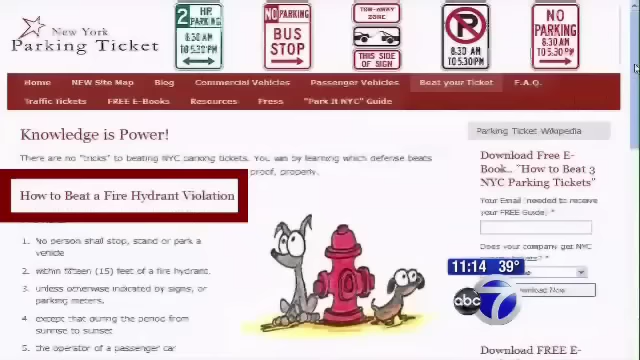 New York
Parking Ticket
2 HR
PARKING
8:30 AM
TO 5:30 PM
NO PARKING
BUS
STOP
TOW-AWAY
ZONE
THIS SIDE
OF SIGN
P
8:30 AM
TO 5:30 PM
NO
PARKING
8:30 AM
TO 5:30 PM
Home NEW Site Map Blog Commercial Vehicles Passenger Vehicles Beat your Ticket F.A.Q.
Traffic Tickets FREE E-Books Resources Press "Park It NYC" Guide
Knowledge is Power!
There are no "tricks" to beating NYC parking tickets. You win by learning which defense beats
proof, properly.
How to Beat a Fire Hydrant Violation
1. No person shall stop, stand or park a
vehicle
2. within fifteen (15) feet of a fire hydrant.
3. unless otherwise indicated by signs, or
parking meters.
4. except that during the period from
sunrise to sunset
5. the operator of a passenger car
Parking Ticket Wikipedia
Download Free E-
Book.. "How to Beat 3
NYC Parking Tickets"
Your Email (needed to receive
your FREE Guide. *
Does your company get NYC
Download Now
Download FREE E-
11:14 39°
abc 7